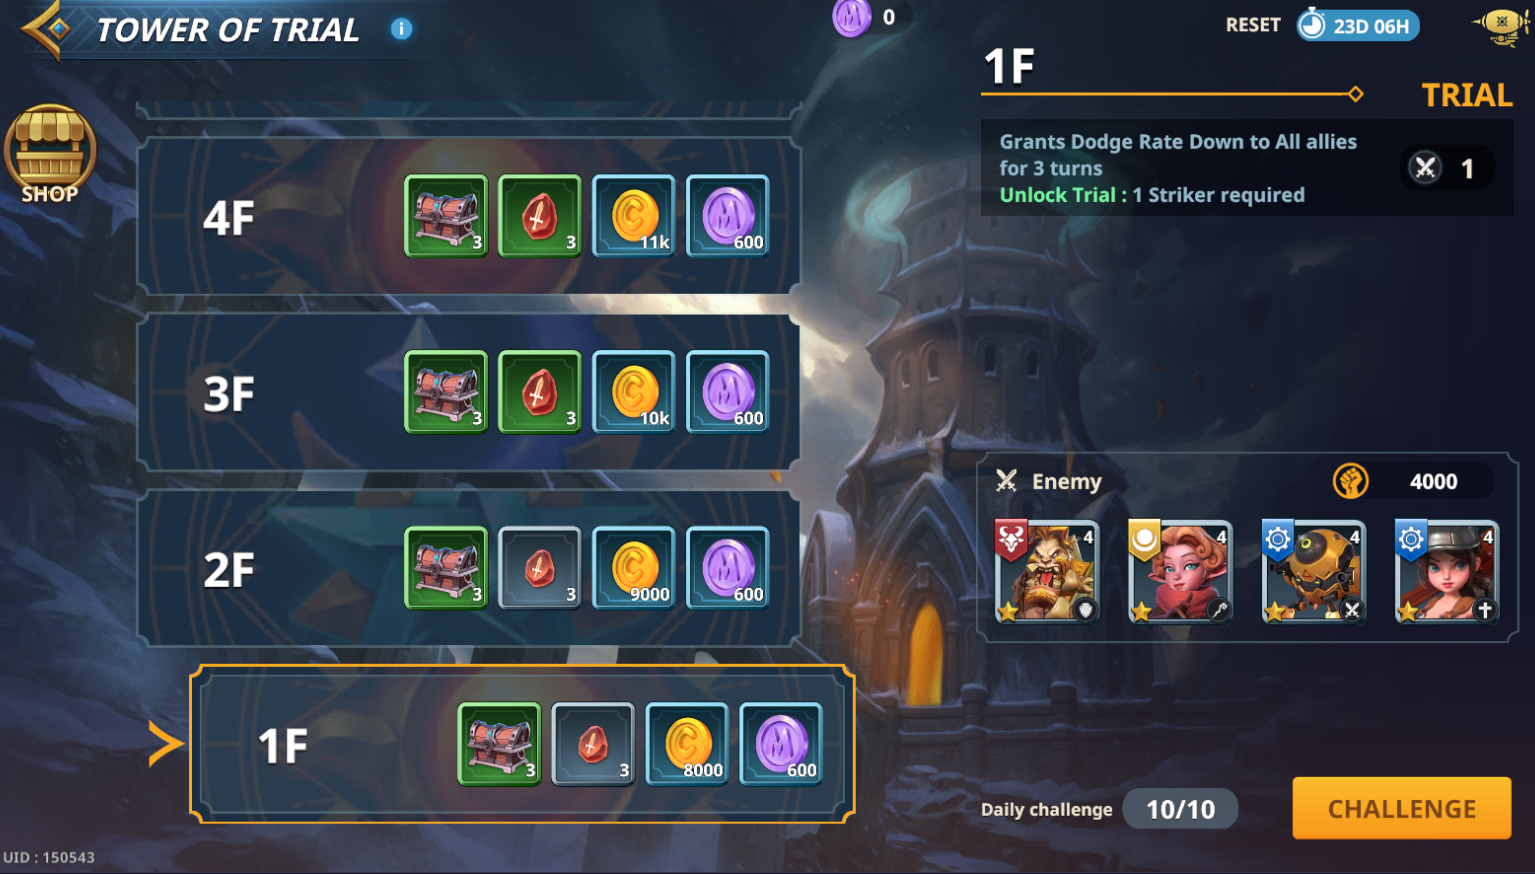 TOWER OF TRIAL
i
0
RESET
23D 06H
SHOP
4F
3
3
11k
600
3F
3
3
10k
600
2F
3
3
9000
600
1F
3
3
8000
600
1F
TRIAL
Grants Dodge Rate Down to All allies
for 3 turns
Unlock Trial : 1 Striker required
1
Enemy
4000
4
4
4
4
Daily challenge
10/10
CHALLENGE
UID : 150543